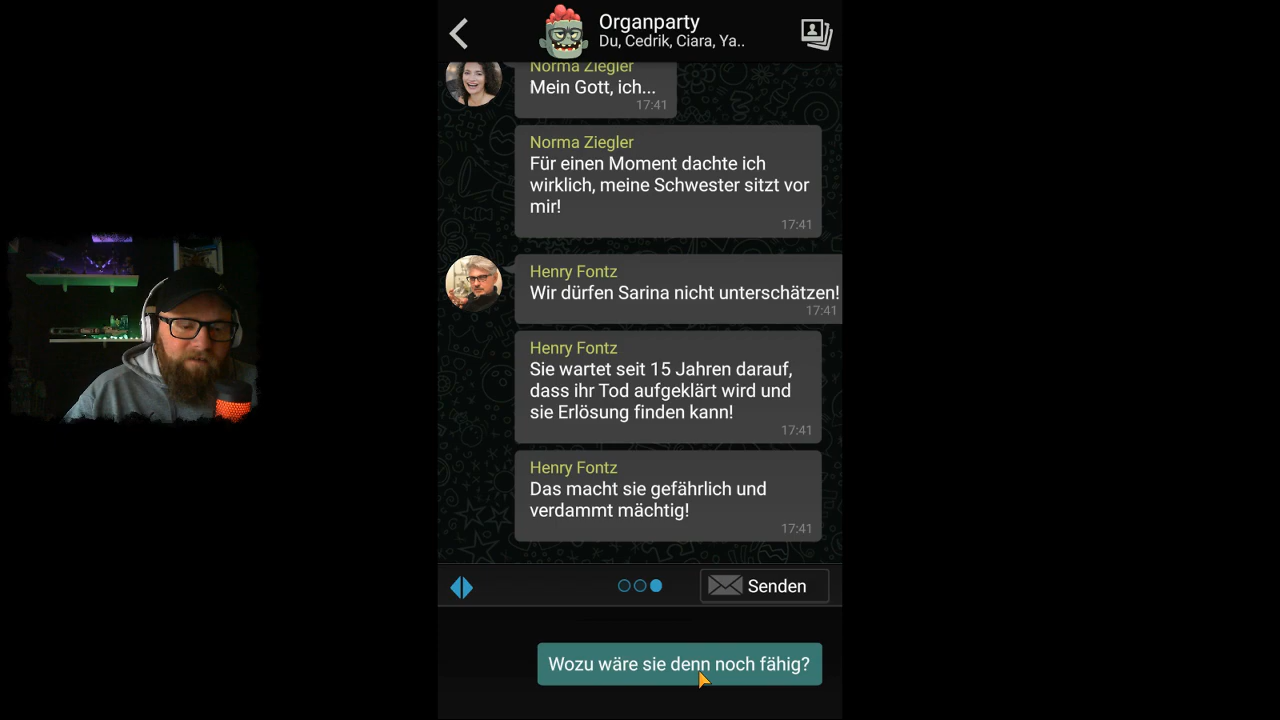 Organparty
Du, Cedrik, Ciara, Ya..
Norma Ziegler
Mein Gott, ich...
17:41
Norma Ziegler
Für einen Moment dachte ich
wirklich, meine Schwester sitzt vor
mir!
17:41
Henry Fontz
Wir dürfen Sarina nicht unterschätzen!
17:41
Henry Fontz
Sie wartet seit 15 Jahren darauf,
dass ihr Tod aufgeklärt wird und
sie Erlösung finden kann!
17:41
Henry Fontz
Das macht sie gefährlich und
verdammt mächtig!
17:41
Senden
Wozu wäre sie denn noch fähig?